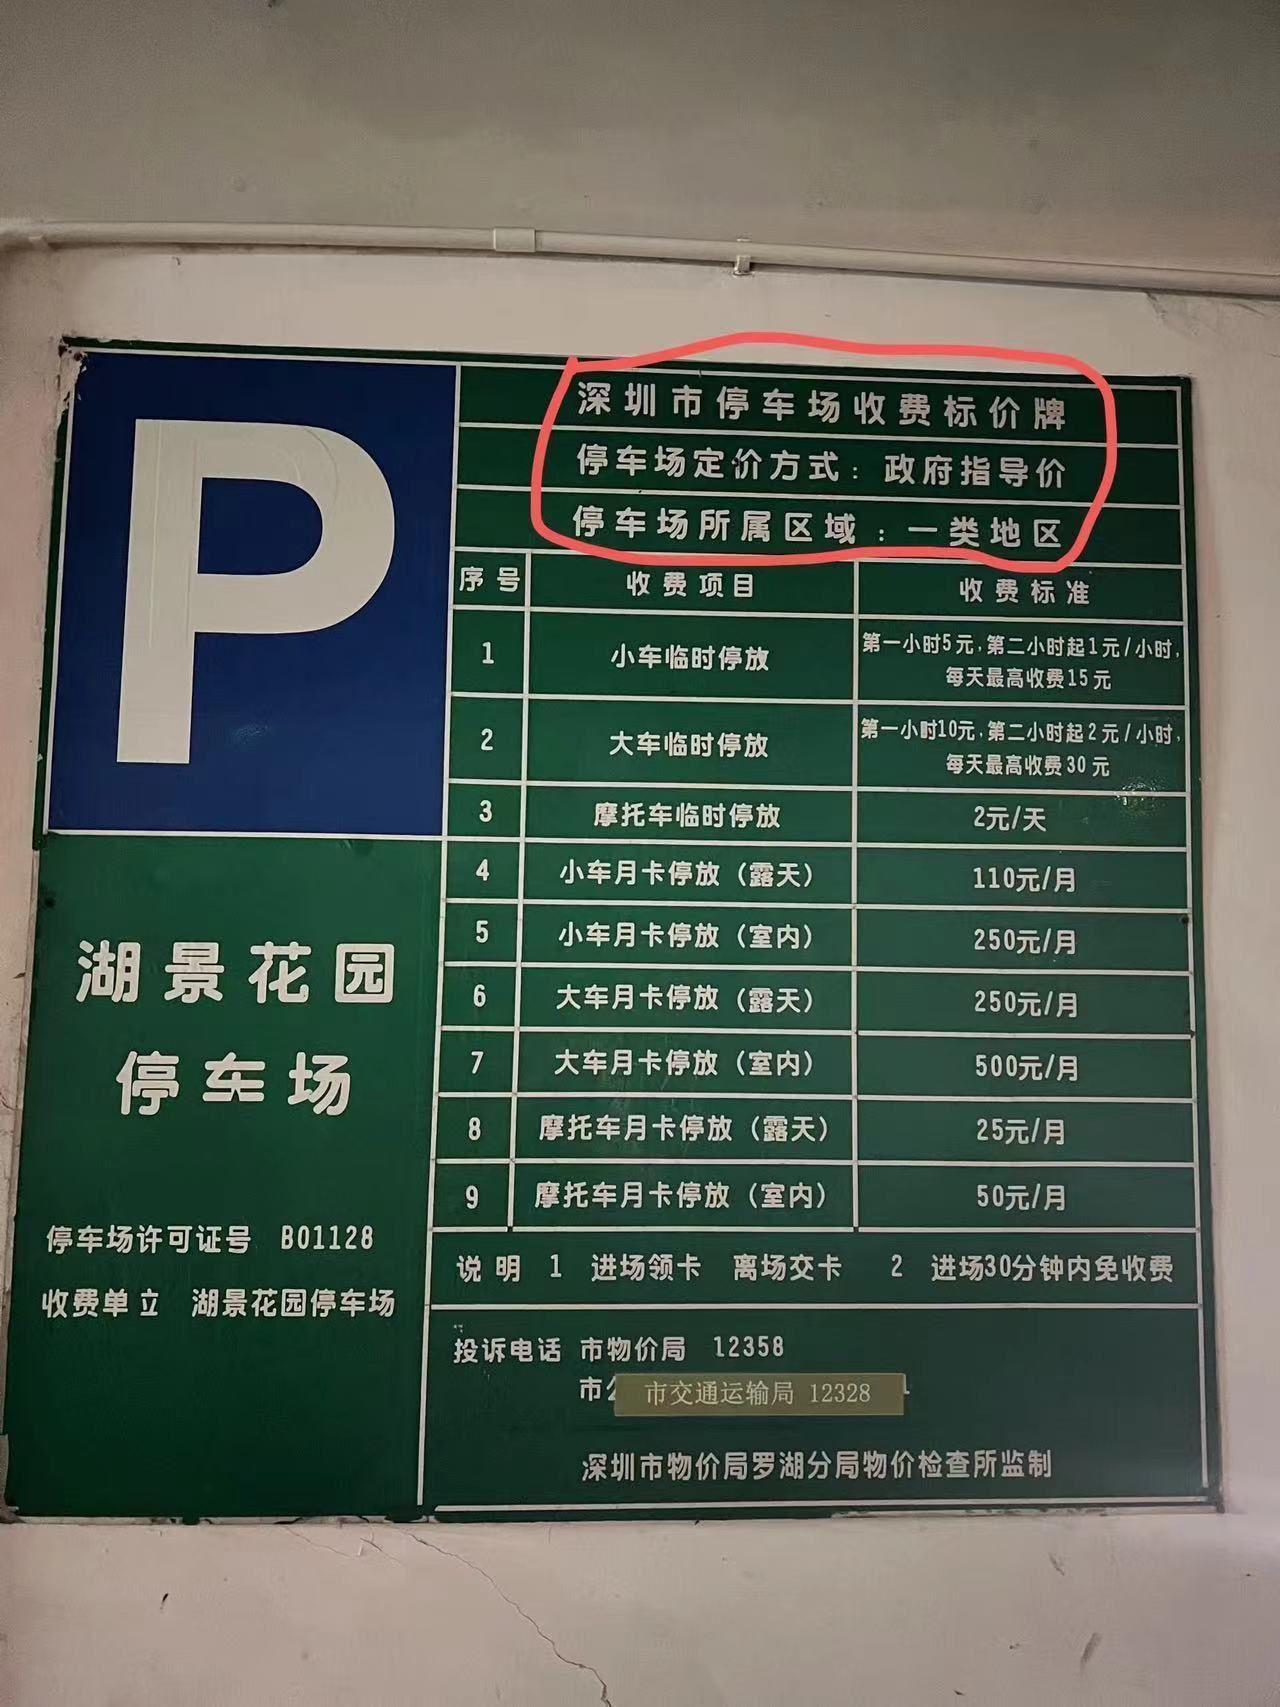 P
深圳市停车场收费标价牌
停车场定价方式：政府指导价
停车场所属区域：一类地区
序号 收费项目 收费标准
1 小车临时停放 第一小时5元,第二小时起1元/小时,
每天最高收费15元
2 大车临时停放 第一小时10元,第二小时起2元/小时,
每天最高收费30元
3 摩托车临时停放 2元/天
4 小车月卡停放（露天） 110元/月
5 小车月卡停放（室内） 250元/月
6 大车月卡停放（露天） 250元/月
7 大车月卡停放（室内） 500元/月
8 摩托车月卡停放（露天） 25元/月
9 摩托车月卡停放（室内） 50元/月
说明 1 进场领卡 离场交卡 2 进场30分钟内免收费
投诉电话 市物价局 12358
市
市交通运输局 12328
深圳市物价局罗湖分局物价检查所监制
湖景花园
停车场
停车场许可证号 B01128
收费单立 湖景花园停车场